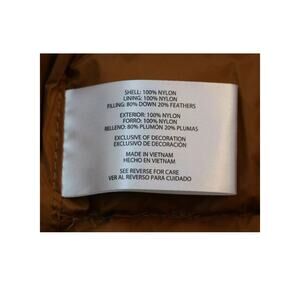 SHELL: 100% NYLON
LINING: 100% NYLON
FILLING: 80% DOWN 20% FEATHERS
EXTERIOR: 100% NYLON
FORRO: 100% NYLON
RELLENO: 80% PLUMÓN 20% PLUMAS
EXCLUSIVE OF DECORATION
EXCLUSIVO DE DECORACIÓN
MADE IN VIETNAM
HECHO EN VIETNAM
SEE REVERSE FOR CARE
VER AL REVERSO PARA CUIDADO